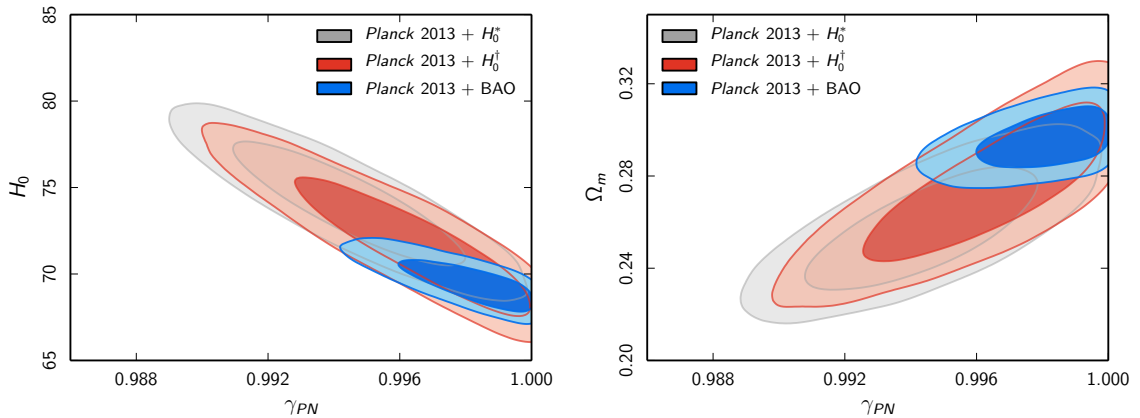 85
80
75
70
65
H₀
Planck 2013 + H₀*
Planck 2013 + H₀†
Planck 2013 + BAO
0.988 0.992 0.996 1.000
γPN
0.32
0.28
0.24
0.20
Ωm
Planck 2013 + H₀*
Planck 2013 + H₀†
Planck 2013 + BAO
0.988 0.992 0.996 1.000
γPN